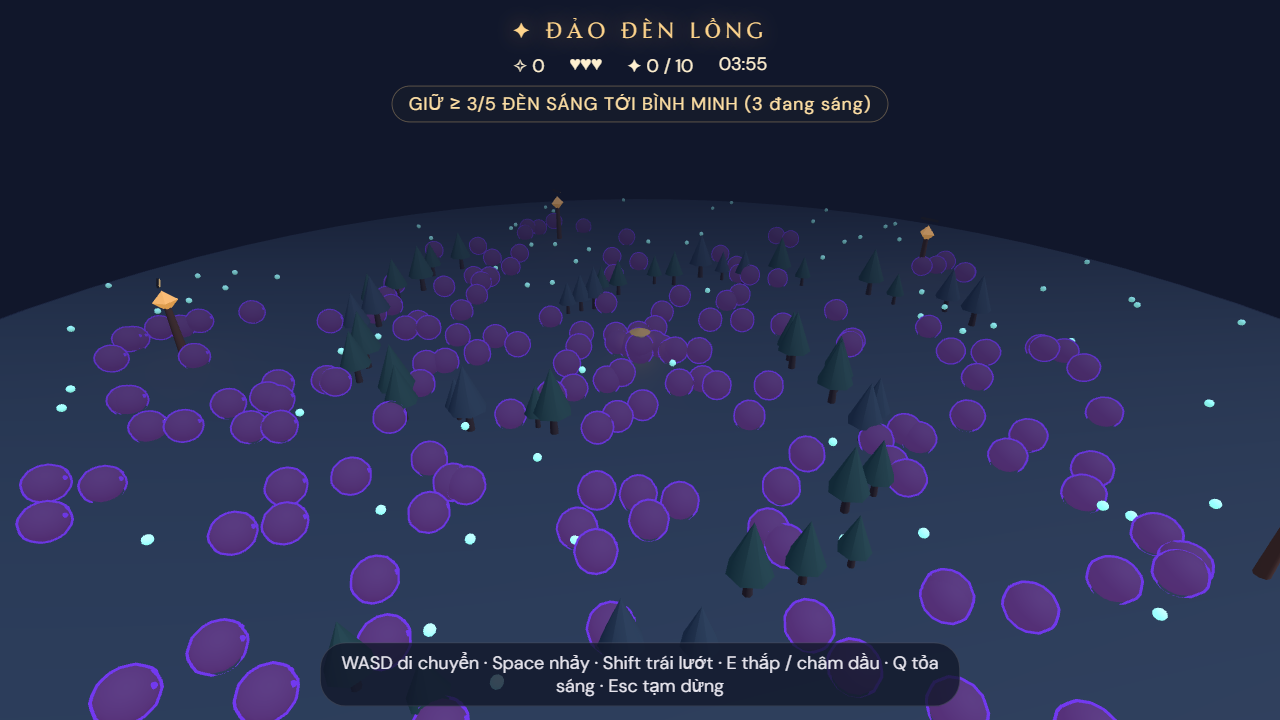 ✦ ĐẢO ĐÈN LỒNG
✧ 0 ♥♥♥ ✦ 0 / 10 03:55
GIỮ ≥ 3/5 ĐÈN SÁNG TỚI BÌNH MINH (3 đang sáng)
WASD di chuyển · Space nhảy · Shift trái lướt · E thắp / châm dầu · Q tỏa
sáng · Esc tạm dừng